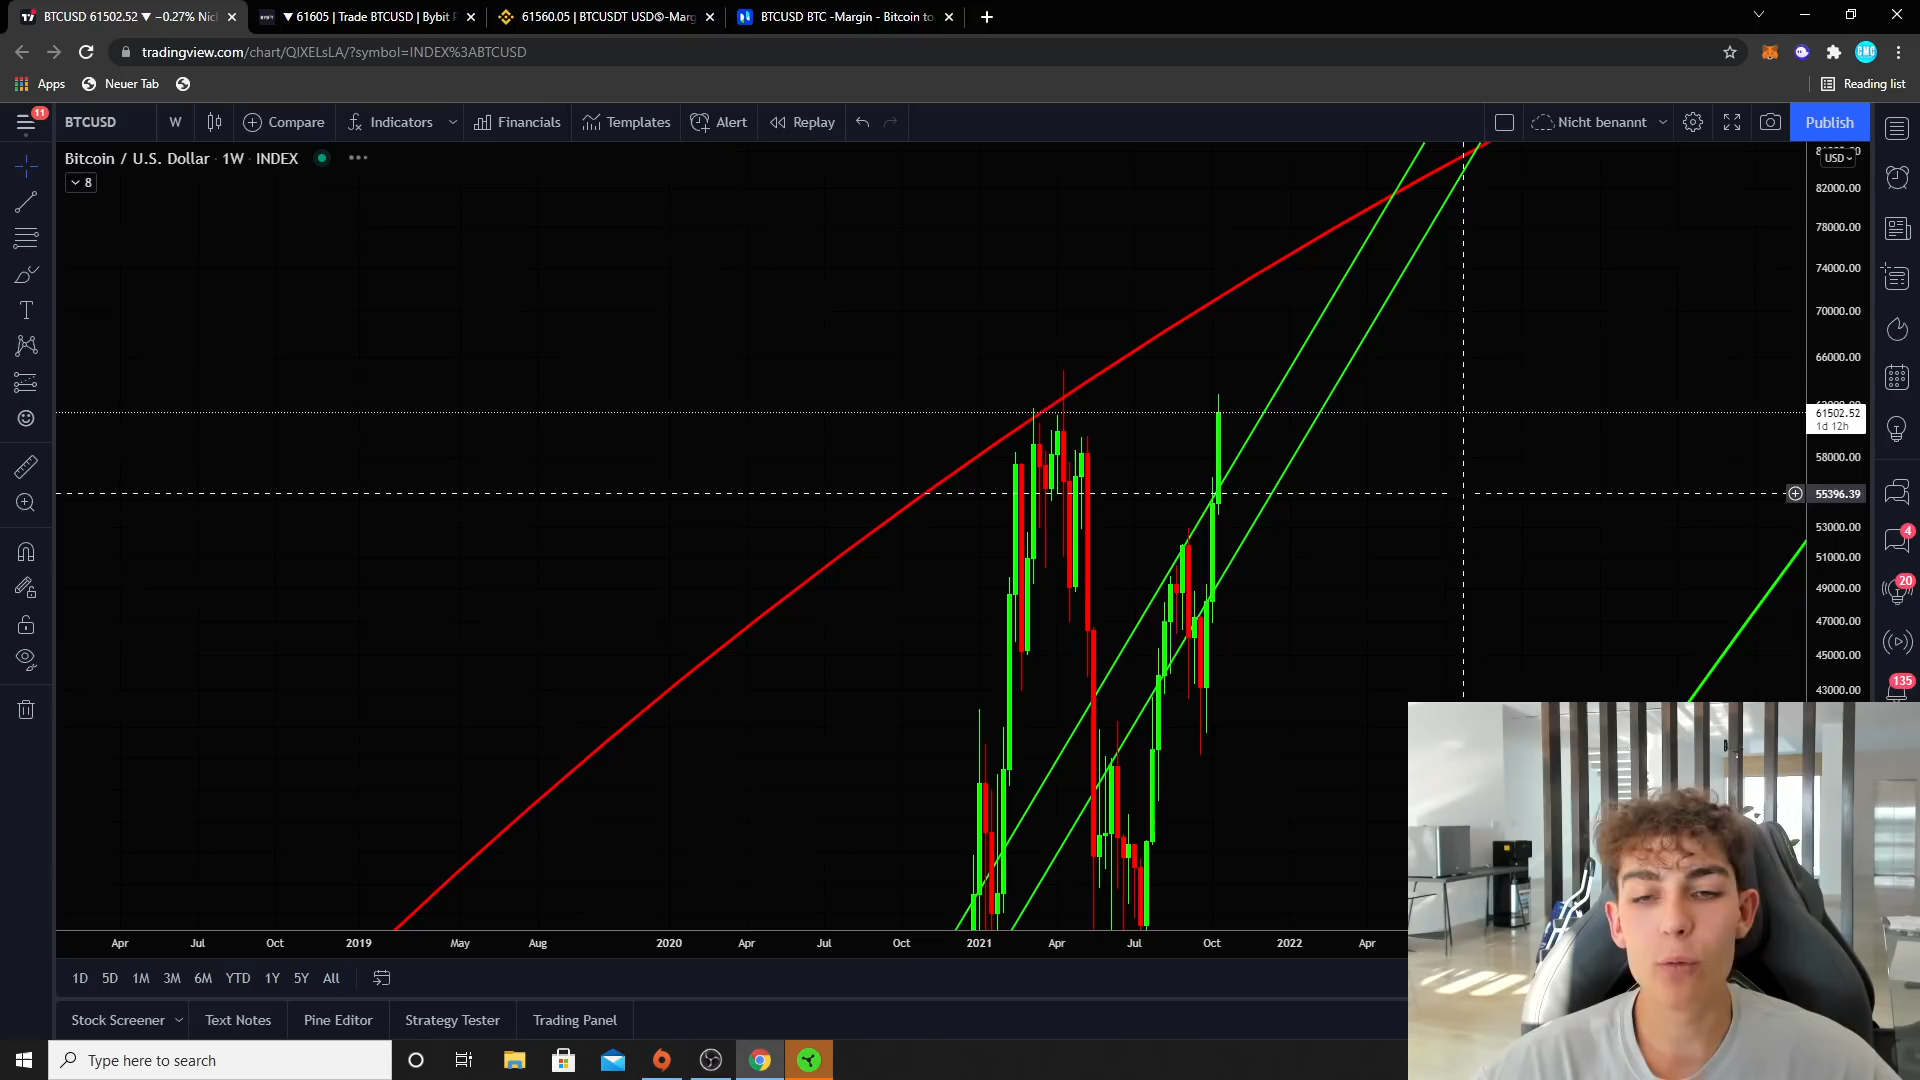 BTCUSD 61502.52 ▼ −0.27% Nic
▼ 61605 | Trade BTCUSD | Bybit
61560.05 | BTCUSDT USDⓈ-Mar
BTCUSD BTC -Margin - Bitcoin to
tradingview.com/chart/QIXELsLA/?symbol=INDEX%3ABTCUSD
Apps
Neuer Tab
Reading list
11
BTCUSD
W
Compare
Indicators
Financials
Templates
Alert
Replay
Nicht benannt
Publish
Bitcoin / U.S. Dollar · 1W · INDEX
8
USD
82000.00
78000.00
74000.00
70000.00
66000.00
61502.52
1d 12h
58000.00
55396.39
53000.00
51000.00
49000.00
47000.00
45000.00
43000.00
4
20
135
Apr Jul Oct 2019 May Aug 2020 Apr Jul Oct 2021 Apr Jul Oct 2022 Apr
1D 5D 1M 3M 6M YTD 1Y 5Y All
Stock Screener
Text Notes
Pine Editor
Strategy Tester
Trading Panel
Type here to search